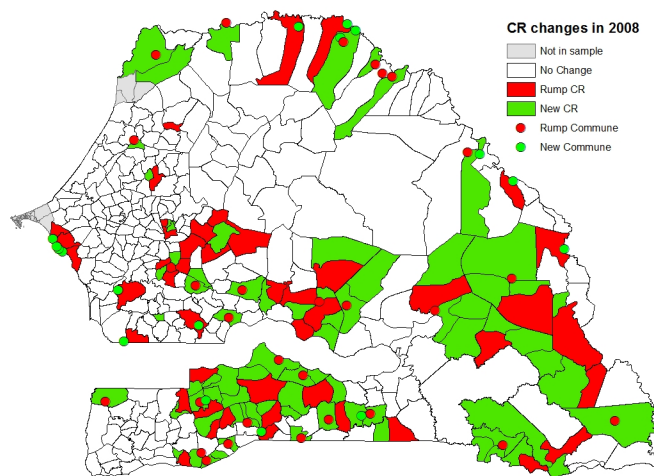 CR changes in 2008
Not in sample
No Change
Rump CR
New CR
Rump Commune
New Commune